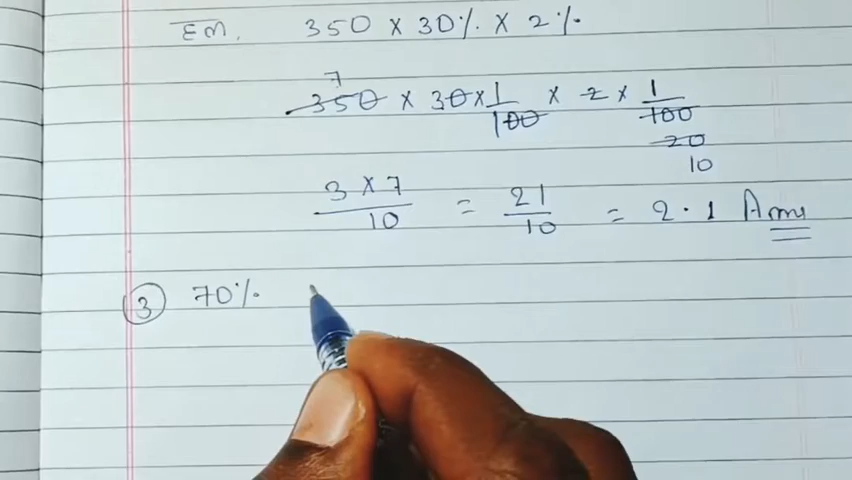 Em. 350 × 30% × 2%
7
350 × 30 × 1/100 × 2 × 1/100
20
10
3 × 7 / 10 = 21/10 = 2.1 Ans
③ 70%